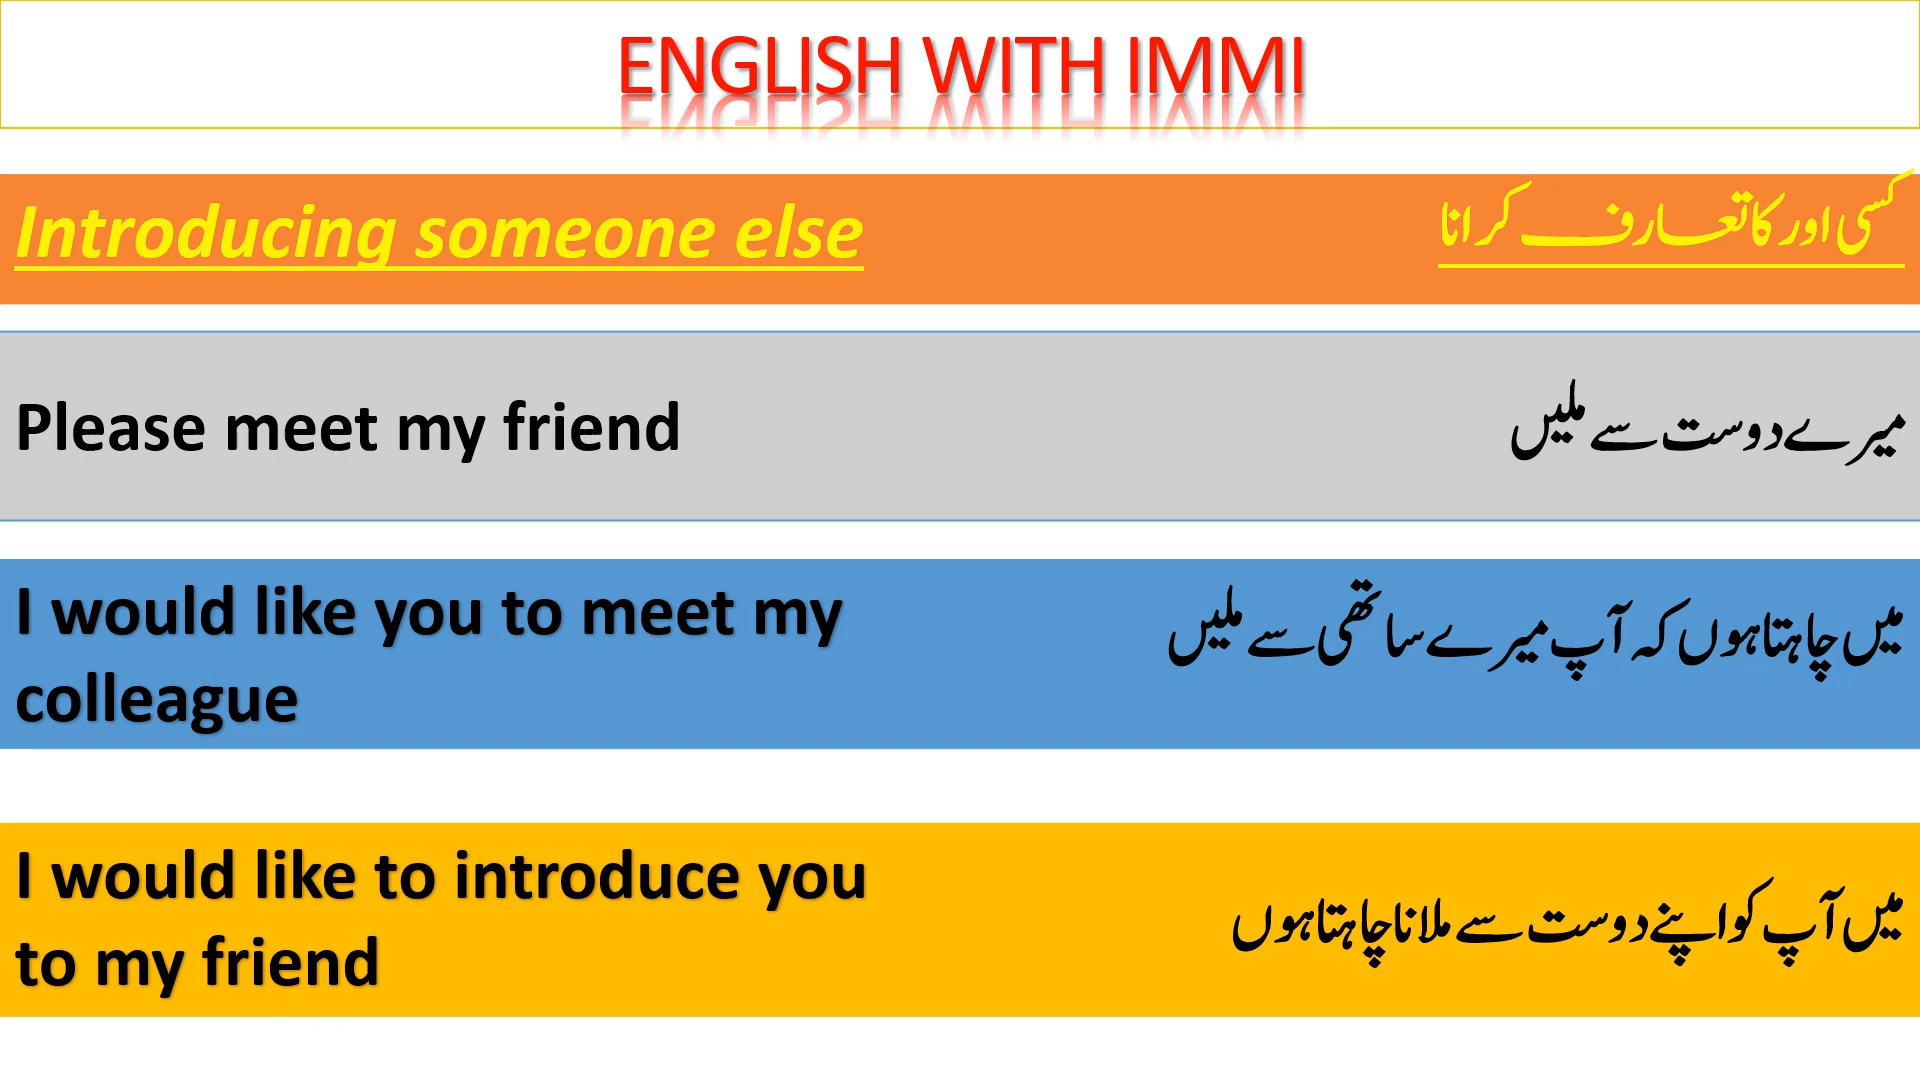 ENGLISH WITH IMMI
Introducing someone else
کسی اور کا تعارف کرانا
Please meet my friend
میرے دوست سے ملیں
I would like you to meet my
colleague
میں چاہتا ہوں کہ آپ میرے ساتھی سے ملیں
I would like to introduce you
to my friend
میں آپ کو اپنے دوست سے ملانا چاہتا ہوں